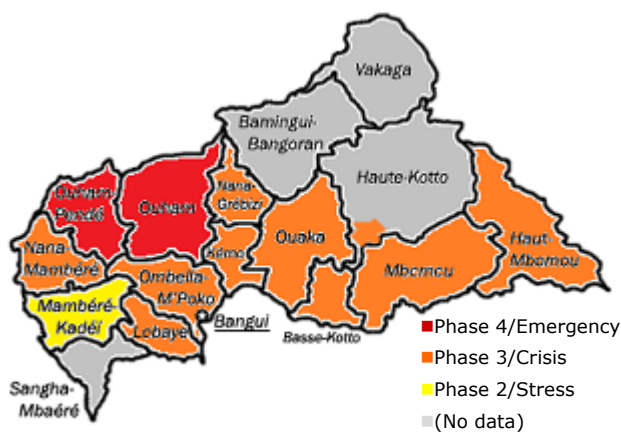 Vakaga
Bamingui-
Bangoran
Haute-Kotto
Ouham
Pendé
Ouham
Nana-
Grébizi
Ouaka
Haut-
Mbomou
Nana-
Mambéré
Kémo
Mbomou
Ombella-
M'Poko
Mambéré-
Kadéï
Lobaye
Bangui
Basse-Kotto
Sangha-
Mbaéré
Phase 4/Emergency
Phase 3/Crisis
Phase 2/Stress
(No data)